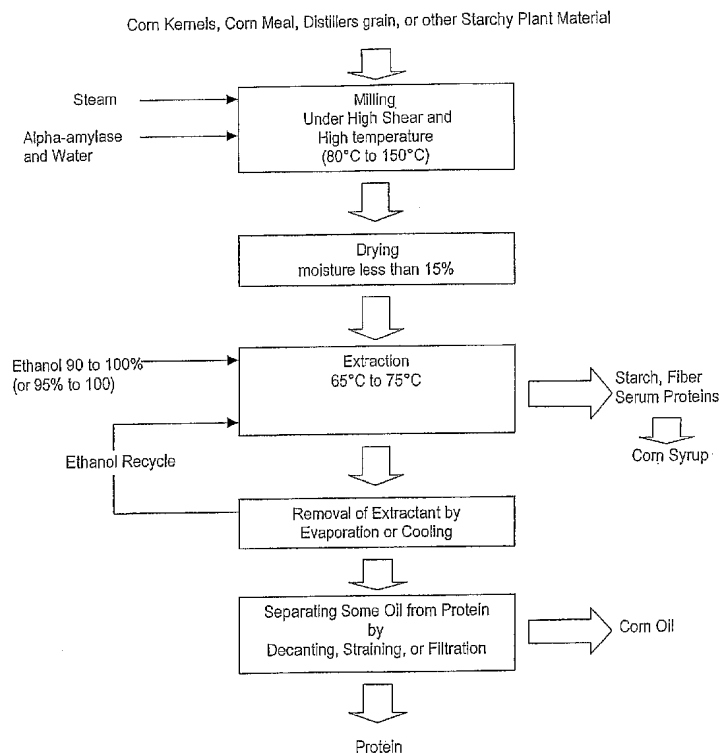 Corn Kernels, Corn Meal, Distillers grain, or other Starchy Plant Material
Steam
Alpha-amylase
and Water
Milling
Under High Shear and
High temperature
(80°C to 150°C)
Drying
moisture less than 15%
Ethanol 90 to 100%
(or 95% to 100)
Extraction
65°C to 75°C
Starch, Fiber
Serum Proteins
Corn Syrup
Ethanol Recycle
Removal of Extractant by
Evaporation or Cooling
Separating Some Oil from Protein
by
Decanting, Straining, or Filtration
Corn Oil
Protein